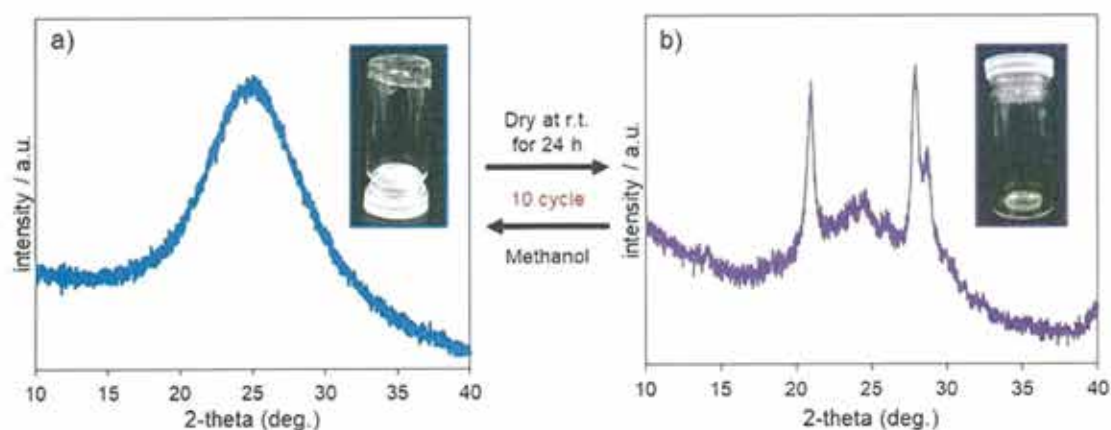 a)
intensity / a.u.
10 15 20 25 30 35 40
2-theta (deg.)
Dry at r.t.
for 24 h
10 cycle
Methanol
b)
intensity / a.u.
10 15 20 25 30 35 40
2-theta (deg.)